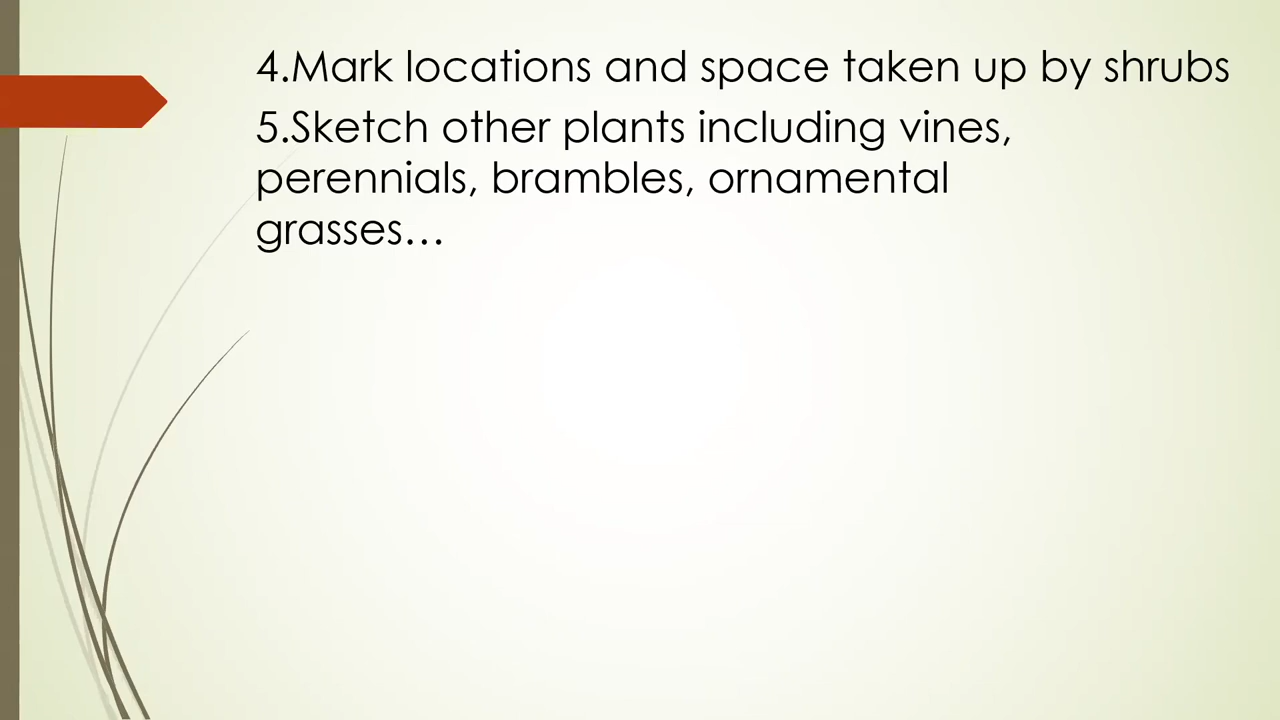 4.Mark locations and space taken up by shrubs
5.Sketch other plants including vines,
perennials, brambles, ornamental
grasses…